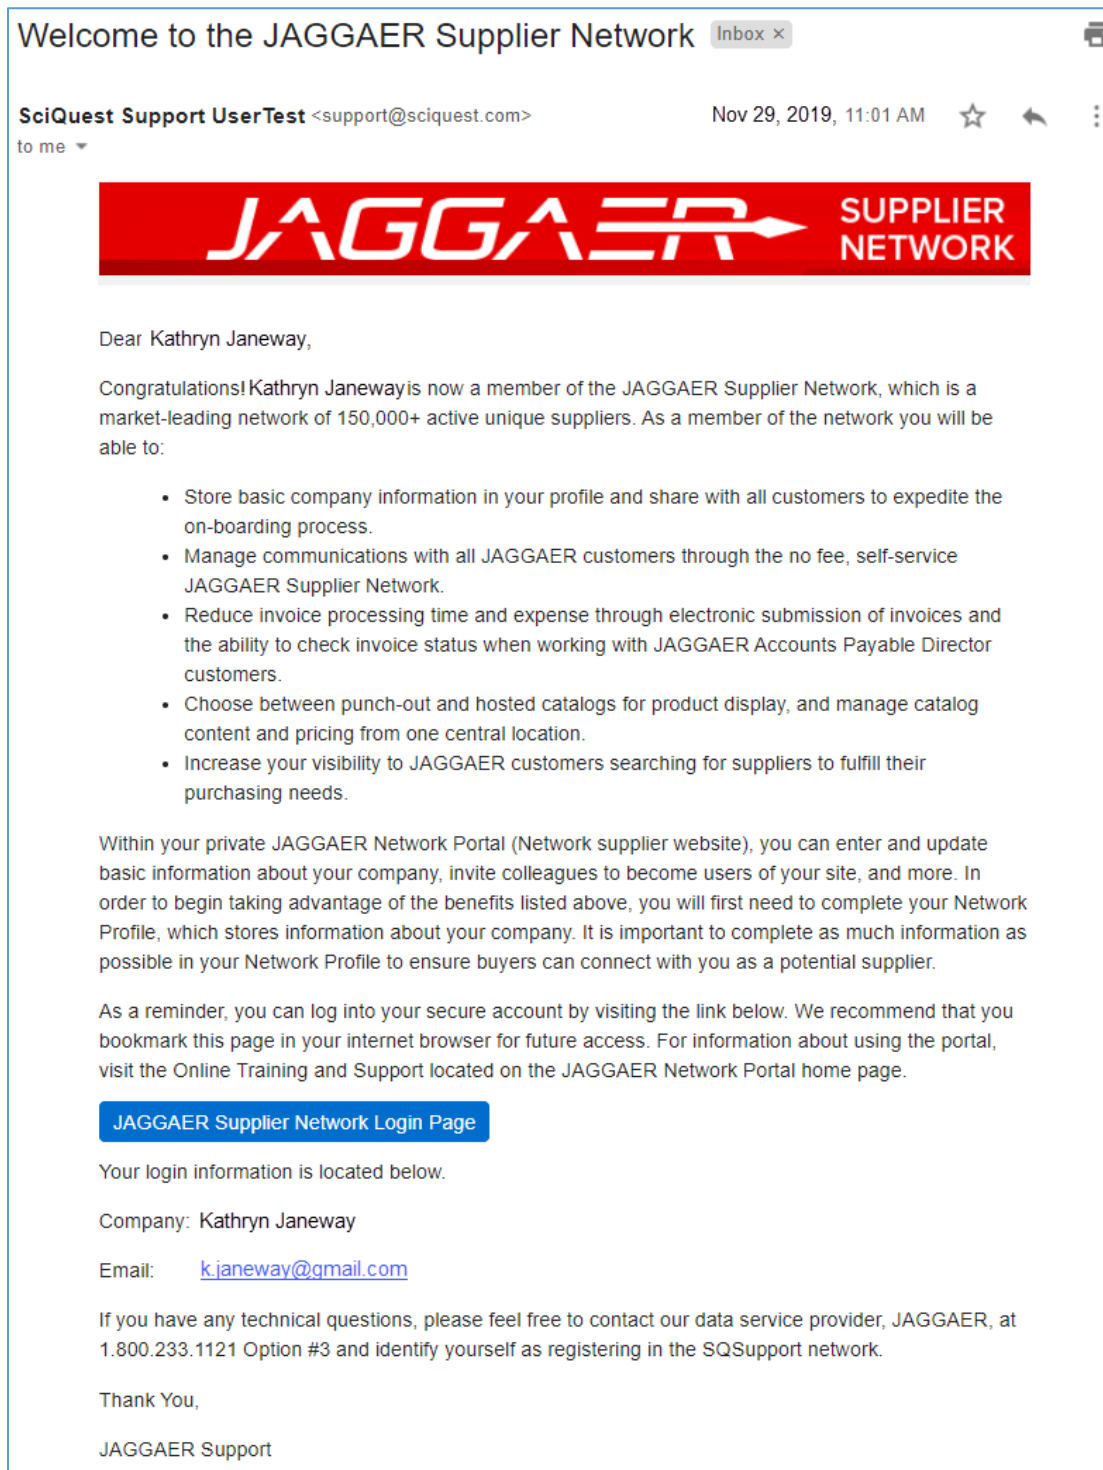 Welcome to the JAGGAER Supplier Network Inbox ×
SciQuest Support UserTest <support@sciquest.com> Nov 29, 2019, 11:01 AM
to me
JAGGAER SUPPLIER NETWORK
Dear Kathryn Janeway,
Congratulations! Kathryn Janeway is now a member of the JAGGAER Supplier Network, which is a
market-leading network of 150,000+ active unique suppliers. As a member of the network you will be
able to:
• Store basic company information in your profile and share with all customers to expedite the
on-boarding process.
• Manage communications with all JAGGAER customers through the no fee, self-service
JAGGAER Supplier Network.
• Reduce invoice processing time and expense through electronic submission of invoices and
the ability to check invoice status when working with JAGGAER Accounts Payable Director
customers.
• Choose between punch-out and hosted catalogs for product display, and manage catalog
content and pricing from one central location.
• Increase your visibility to JAGGAER customers searching for suppliers to fulfill their
purchasing needs.
Within your private JAGGAER Network Portal (Network supplier website), you can enter and update
basic information about your company, invite colleagues to become users of your site, and more. In
order to begin taking advantage of the benefits listed above, you will first need to complete your Network
Profile, which stores information about your company. It is important to complete as much information as
possible in your Network Profile to ensure buyers can connect with you as a potential supplier.
As a reminder, you can log into your secure account by visiting the link below. We recommend that you
bookmark this page in your internet browser for future access. For information about using the portal,
visit the Online Training and Support located on the JAGGAER Network Portal home page.
JAGGAER Supplier Network Login Page
Your login information is located below.
Company: Kathryn Janeway
Email: k.janeway@gmail.com
If you have any technical questions, please feel free to contact our data service provider, JAGGAER, at
1.800.233.1121 Option #3 and identify yourself as registering in the SQSupport network.
Thank You,
JAGGAER Support